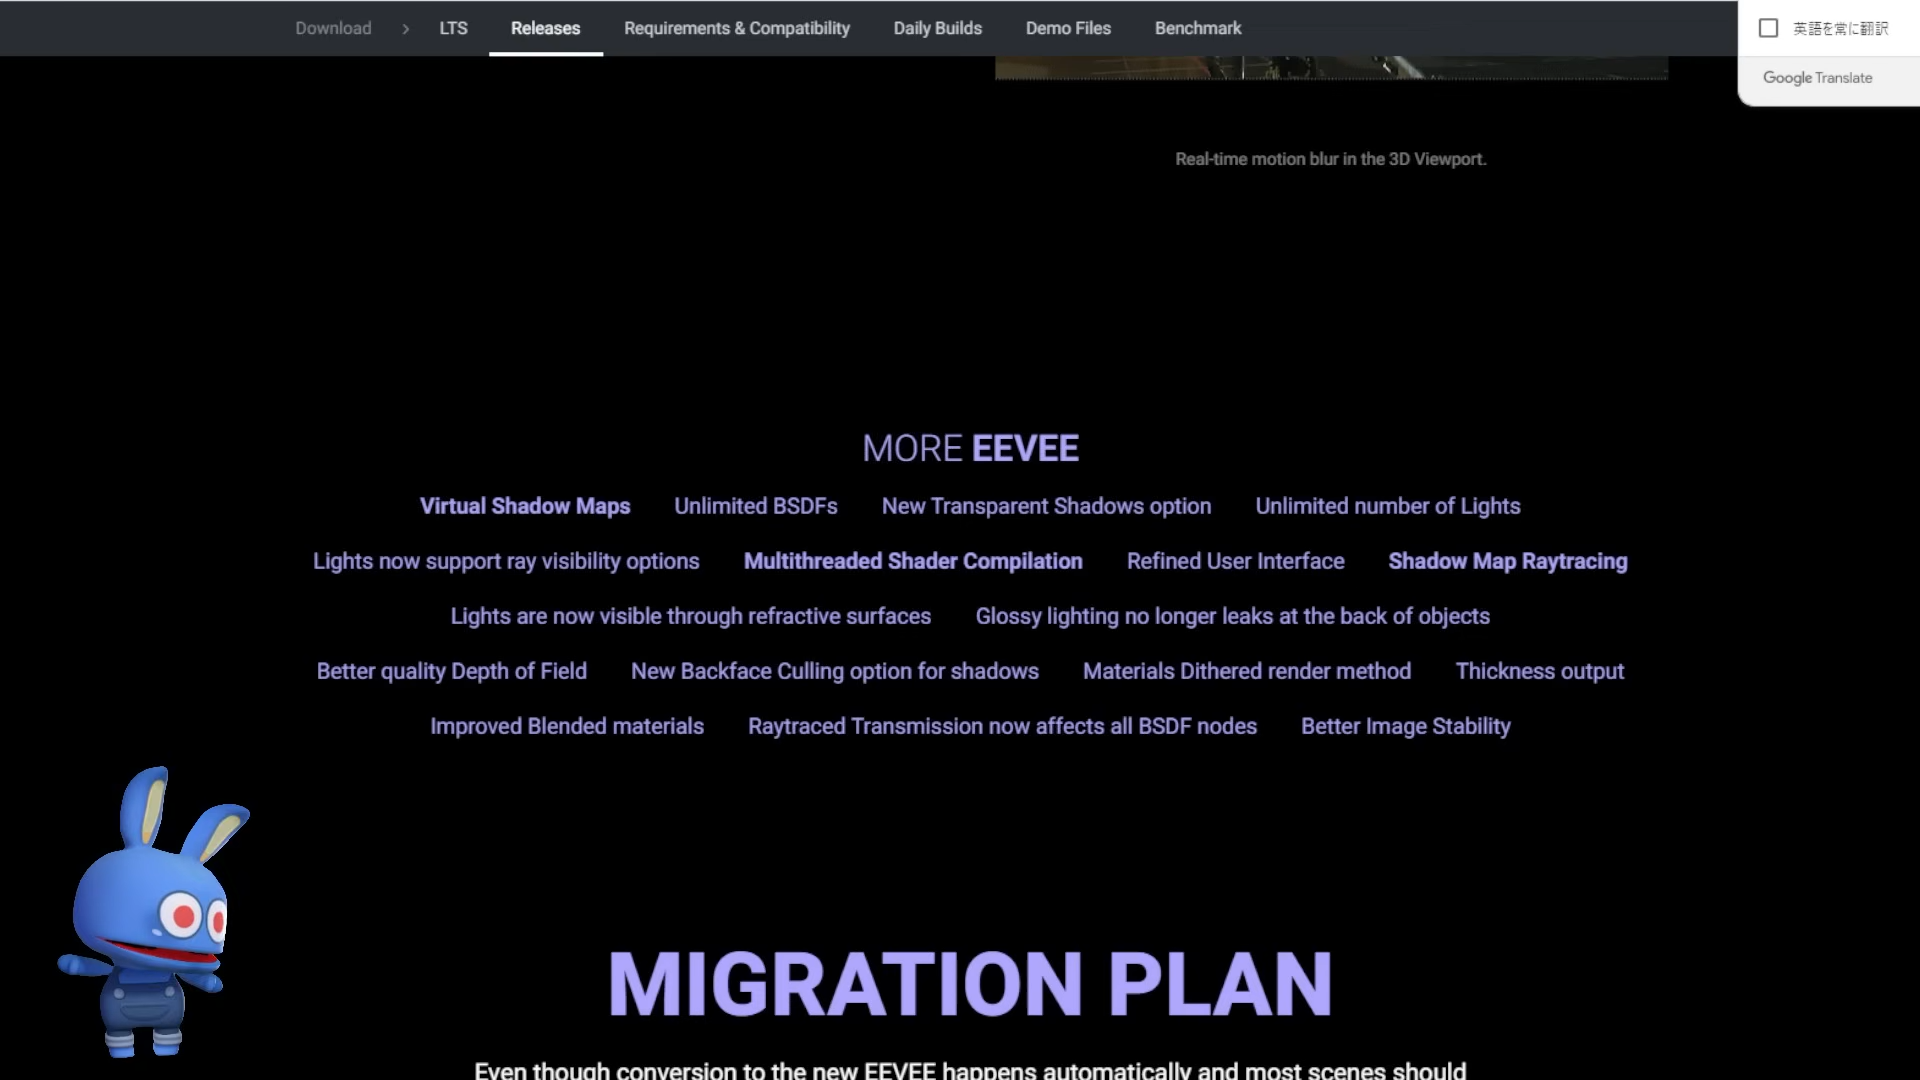 Download > LTS Releases Requirements & Compatibility Daily Builds Demo Files Benchmark
英語を常に翻訳
Google Translate
Real-time motion blur in the 3D Viewport.
MORE EEVEE
Virtual Shadow Maps Unlimited BSDFs New Transparent Shadows option Unlimited number of Lights
Lights now support ray visibility options Multithreaded Shader Compilation Refined User Interface Shadow Map Raytracing
Lights are now visible through refractive surfaces Glossy lighting no longer leaks at the back of objects
Better quality Depth of Field New Backface Culling option for shadows Materials Dithered render method Thickness output
Improved Blended materials Raytraced Transmission now affects all BSDF nodes Better Image Stability
MIGRATION PLAN
Even though conversion to the new EEVEE happens automatically and most scenes should